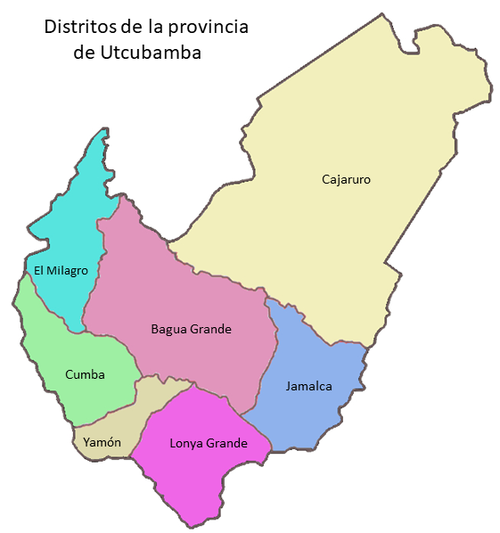 Distritos de la provincia
de Utcubamba
Cajaruro
El Milagro
Bagua Grande
Cumba
Jamalca
Yamón
Lonya Grande